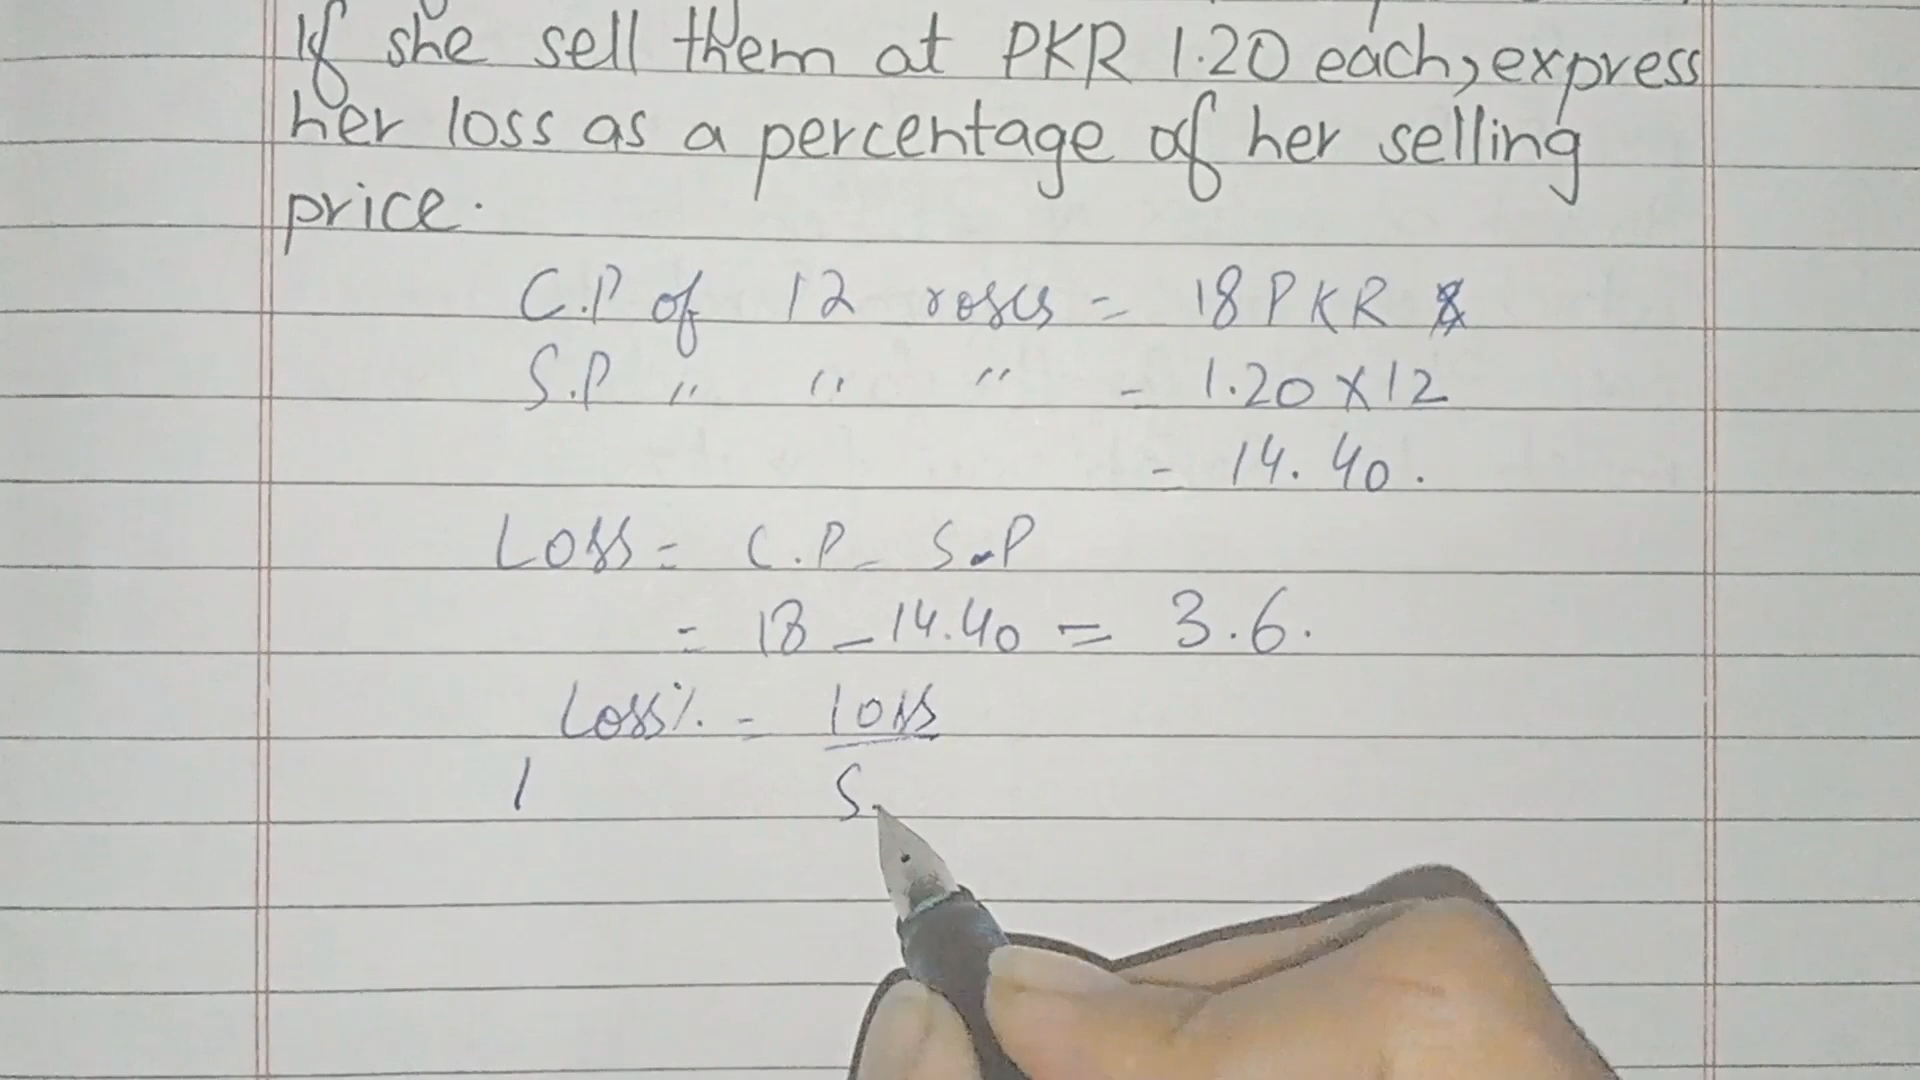 If she sell them at PKR 1.20 each, express
her loss as a percentage of her selling
price.
C.P of 12 roses = 18 PKR
S.P " " " = 1.20 x 12
= 14.40.
Loss = C.P - S.P
= 18 - 14.40 = 3.6.
Loss% = loss
/ S.